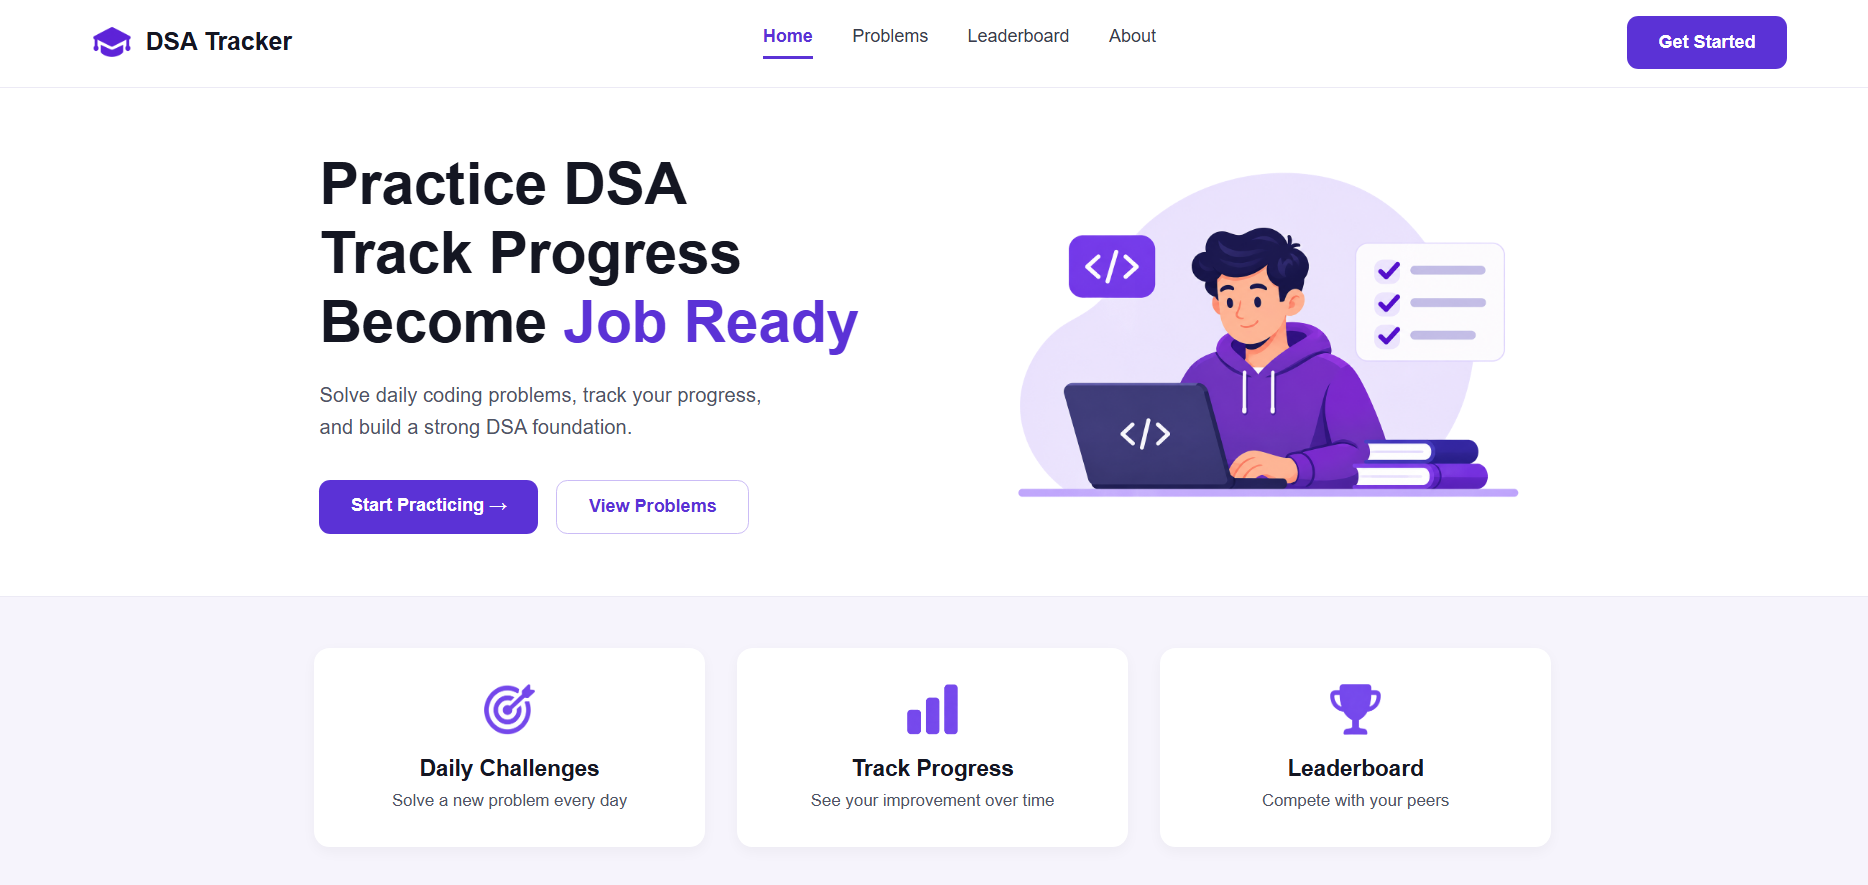 DSA Tracker
Home
Problems
Leaderboard
About
Get Started
Practice DSA
Track Progress
Become Job Ready
Solve daily coding problems, track your progress,
and build a strong DSA foundation.
Start Practicing →
View Problems
</>
</>
Daily Challenges
Solve a new problem every day
Track Progress
See your improvement over time
Leaderboard
Compete with your peers